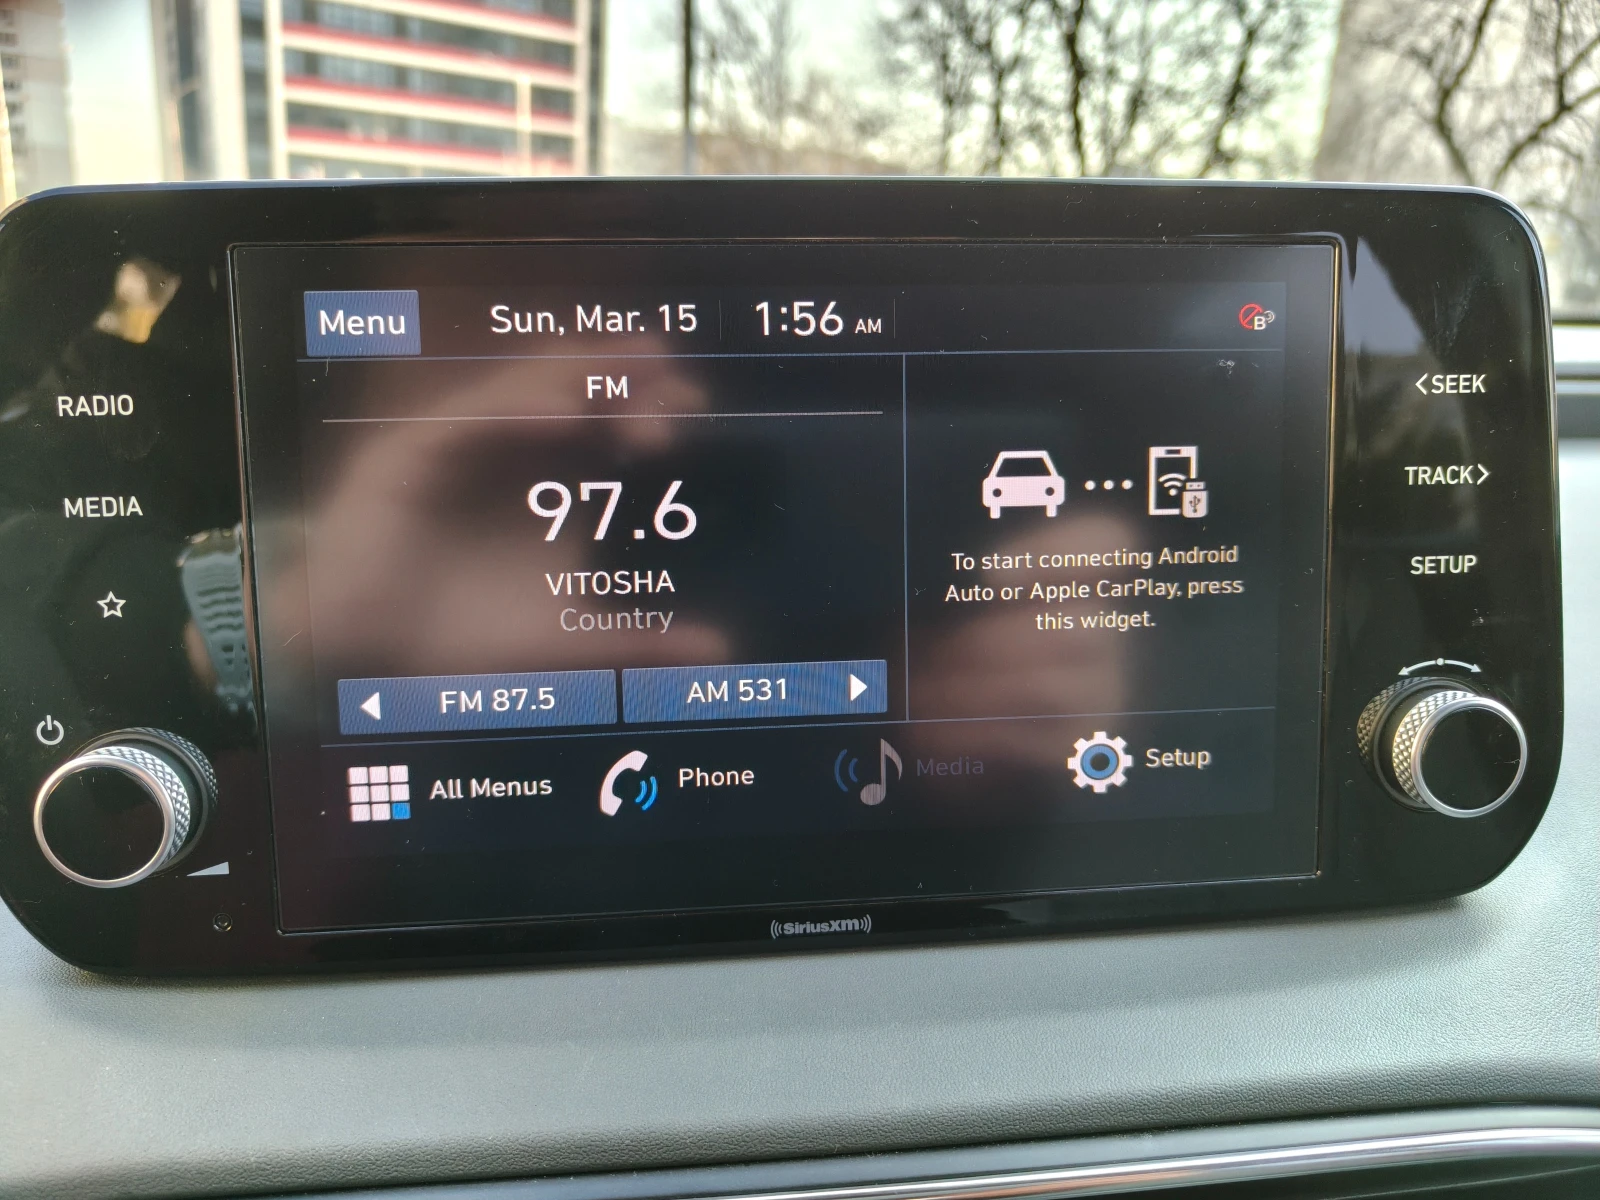 Menu
Sun, Mar. 15
1:56 AM
B
RADIO
MEDIA
FM
97.6
VITOSHA
Country
FM 87.5
AM 531
To start connecting Android
Auto or Apple CarPlay, press
this widget.
All Menus
Phone
Media
Setup
SEEK
TRACK
SETUP
SiriusXM